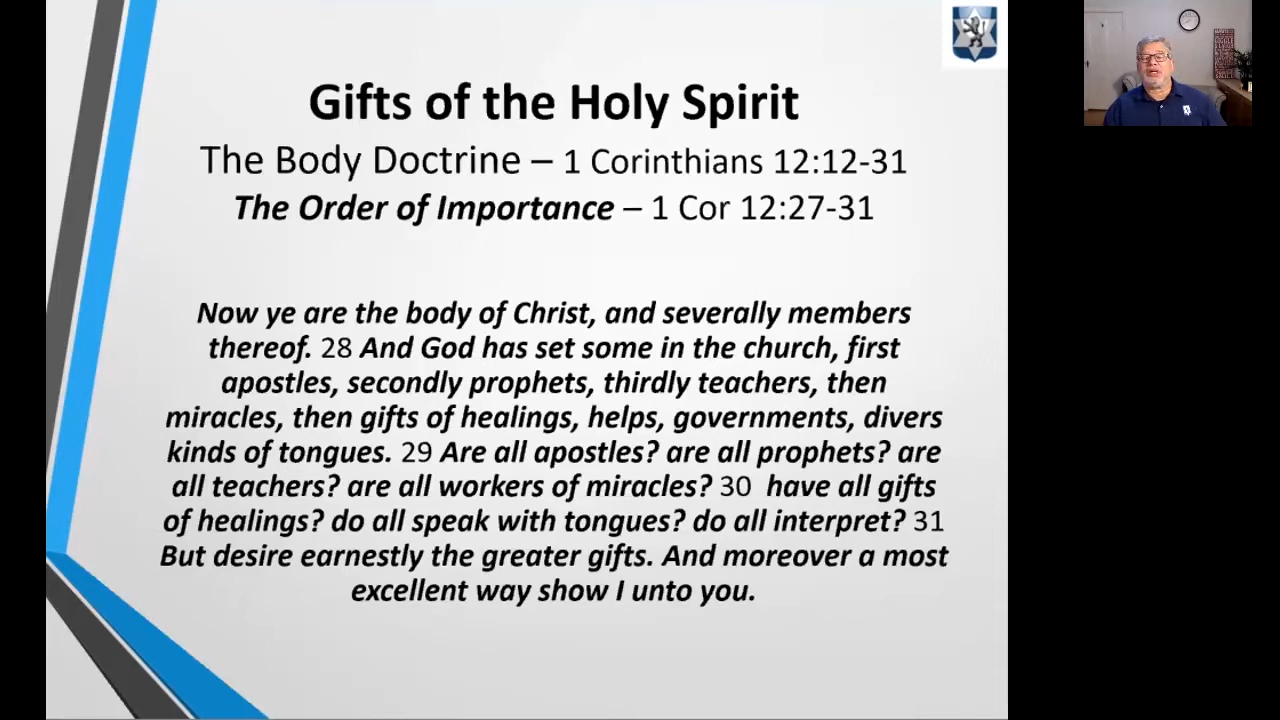 Gifts of the Holy Spirit
The Body Doctrine – 1 Corinthians 12:12-31
The Order of Importance – 1 Cor 12:27-31
Now ye are the body of Christ, and severally members
thereof. 28 And God has set some in the church, first
apostles, secondly prophets, thirdly teachers, then
miracles, then gifts of healings, helps, governments, divers
kinds of tongues. 29 Are all apostles? are all prophets? are
all teachers? are all workers of miracles? 30 have all gifts
of healings? do all speak with tongues? do all interpret? 31
But desire earnestly the greater gifts. And moreover a most
excellent way show I unto you.